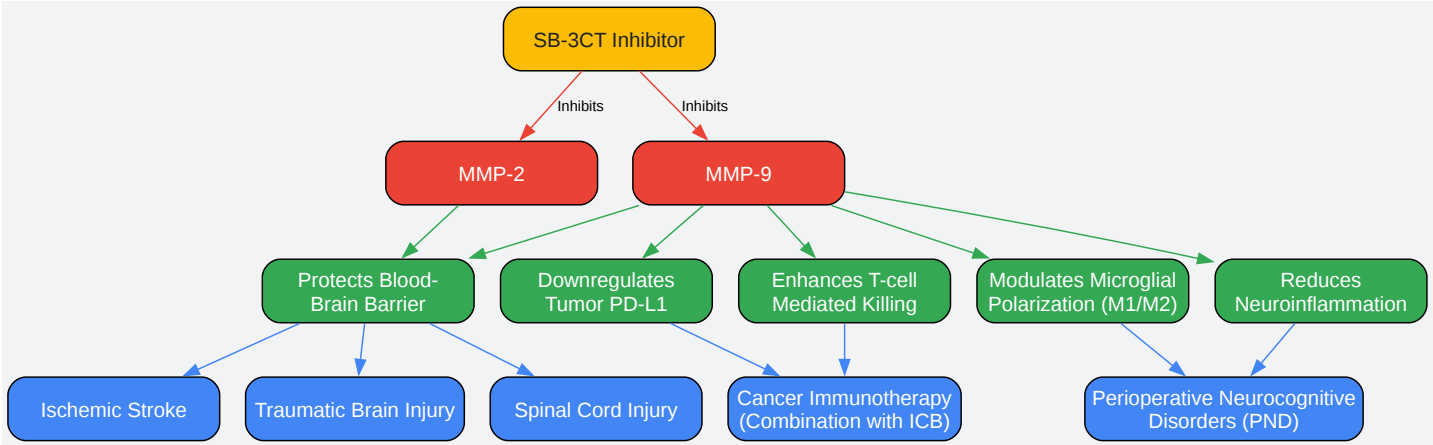 SB-3CT Inhibitor
Inhibits
Inhibits
MMP-2
MMP-9
Protects Blood-
Brain Barrier
Downregulates
Tumor PD-L1
Enhances T-cell
Mediated Killing
Modulates Microglial
Polarization (M1/M2)
Reduces
Neuroinflammation
Ischemic Stroke
Traumatic Brain Injury
Spinal Cord Injury
Cancer Immunotherapy
(Combination with ICB)
Perioperative Neurocognitive
Disorders (PND)